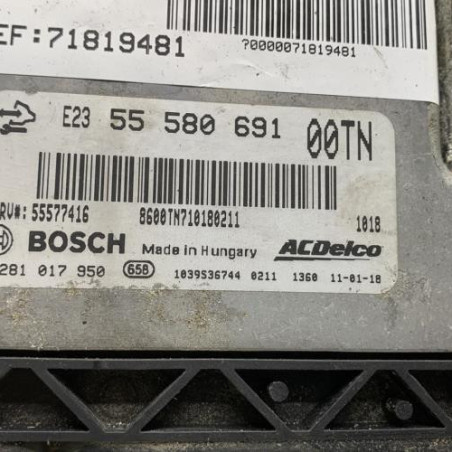 EF:71819481
?0000071819481
E23 55 580 691 00TN
RV#: 55577416 8600TN710180211 1018
BOSCH Made in Hungary ACDelco
281 017 950 658 1039S36744 0211 1360 11-01-18